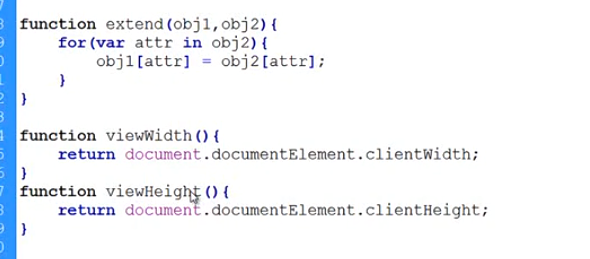 function extend(obj1,obj2){
for(var attr in obj2){
obj1[attr] = obj2[attr];
}
}
function viewWidth(){
return document.documentElement.clientWidth;
}
function viewHeight(){
return document.documentElement.clientHeight;
}